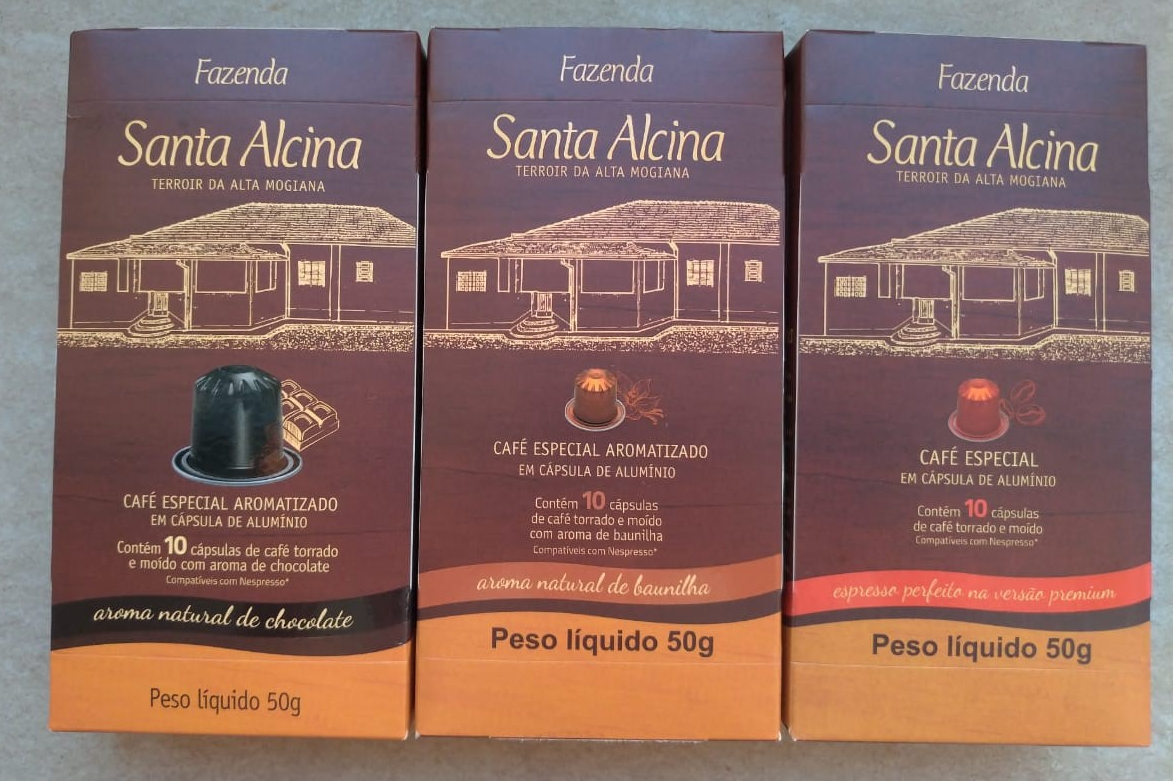 Fazenda
Santa Alcina
TERROIR DA ALTA MOGIANA
CAFÉ ESPECIAL AROMATIZADO
EM CÁPSULA DE ALUMÍNIO
Contém 10 cápsulas de café torrado
e moído com aroma de chocolate
Compatíveis com Nespresso*
aroma natural de chocolate
Peso líquido 50g
Fazenda
Santa Alcina
TERROIR DA ALTA MOGIANA
CAFÉ ESPECIAL AROMATIZADO
EM CÁPSULA DE ALUMÍNIO
Contém 10 cápsulas
de café torrado e moído
com aroma de baunilha
Compatíveis com Nespresso*
aroma natural de baunilha
Peso líquido 50g
Fazenda
Santa Alcina
TERROIR DA ALTA MOGIANA
CAFÉ ESPECIAL
EM CÁPSULA DE ALUMÍNIO
Contém 10 cápsulas
de café torrado e moído
Compatíveis com Nespresso*
espresso perfeito na versão premium
Peso líquido 50g